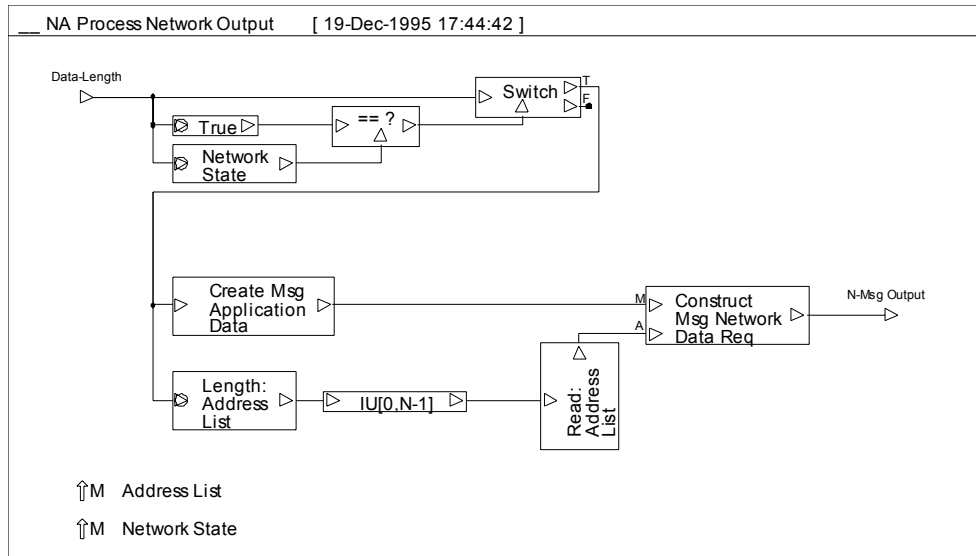 __ NA Process Network Output [ 19-Dec-1995 17:44:42 ]
Data-Length
Switch
T
F
True
== ?
Network
State
Create Msg
Application
Data
M
A
Construct
Msg Network
Data Req
N-Msg Output
Length:
Address
List
IU[0,N-1]
Read:
Address
List
⇧M Address List
⇧M Network State